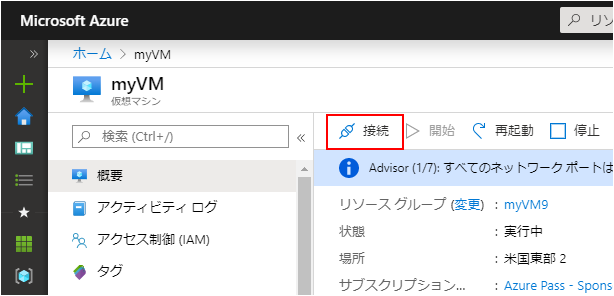 Microsoft Azure
リソ
ホーム > myVM
myVM
仮想マシン
検索 (Ctrl+/)
接続 開始 再起動 停止
Advisor (1/7): すべてのネットワーク ポートは
概要
アクティビティ ログ
アクセス制御 (IAM)
タグ
リソース グループ (変更) : myVM9
状態 : 実行中
場所 : 米国東部 2
サブスクリプション... : Azure Pass - Spons